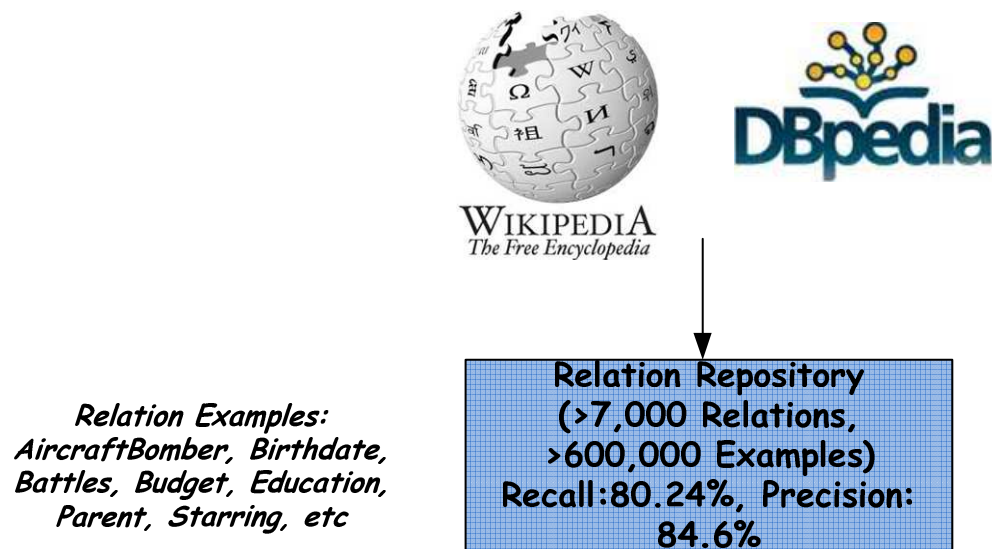 Ω
W
И
祖
WIKIPEDIA
The Free Encyclopedia
DBpedia
Relation Repository
(>7,000 Relations,
>600,000 Examples)
Recall:80.24%, Precision:
84.6%
Relation Examples:
AircraftBomber, Birthdate,
Battles, Budget, Education,
Parent, Starring, etc